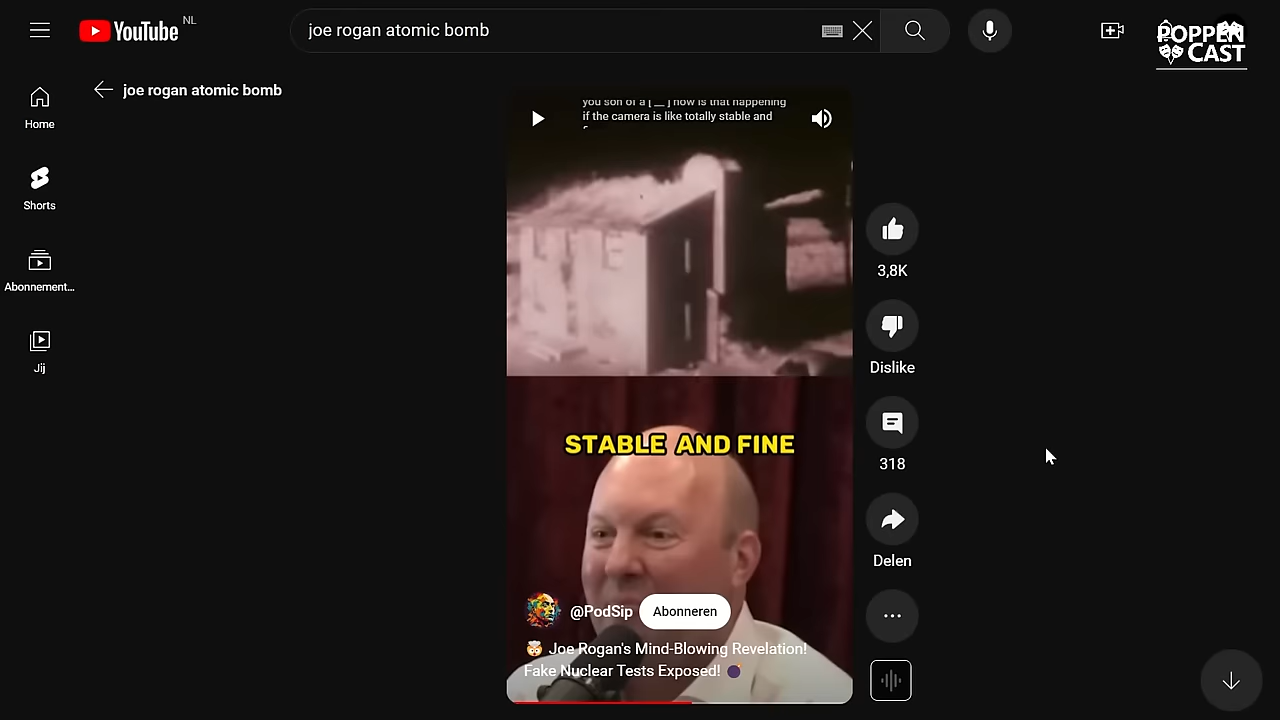 YouTube NL
joe rogan atomic bomb
POPPEN
CAST
joe rogan atomic bomb
Home
Shorts
Abonnement...
Jij
you son of a [ __ ] how is that happening
if the camera is like totally stable and
STABLE AND FINE
@PodSip
Abonneren
🤯 Joe Rogan's Mind-Blowing Revelation!
Fake Nuclear Tests Exposed! 💣
3,8K
Dislike
318
Delen